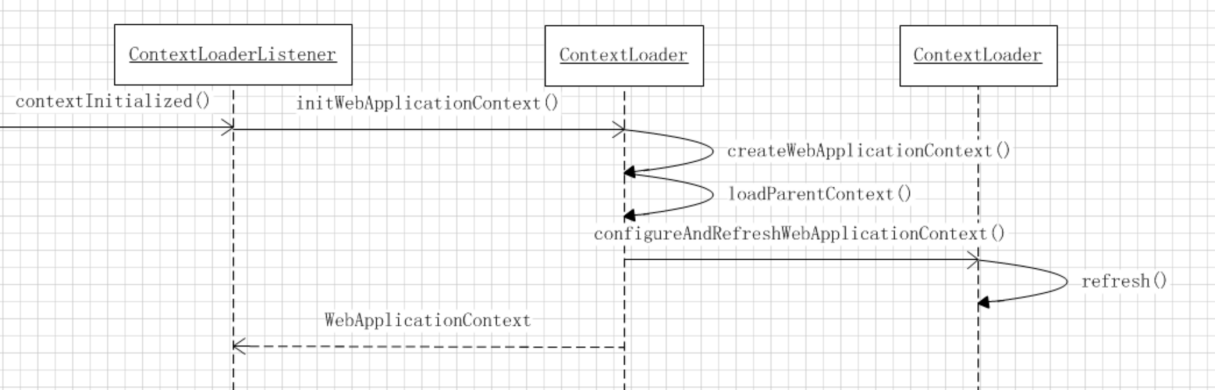 ContextLoaderListener
ContextLoader
ContextLoader
contextInitialized()
initWebApplicationContext()
createWebApplicationContext()
loadParentContext()
configureAndRefreshWebApplicationContext()
refresh()
WebApplicationContext